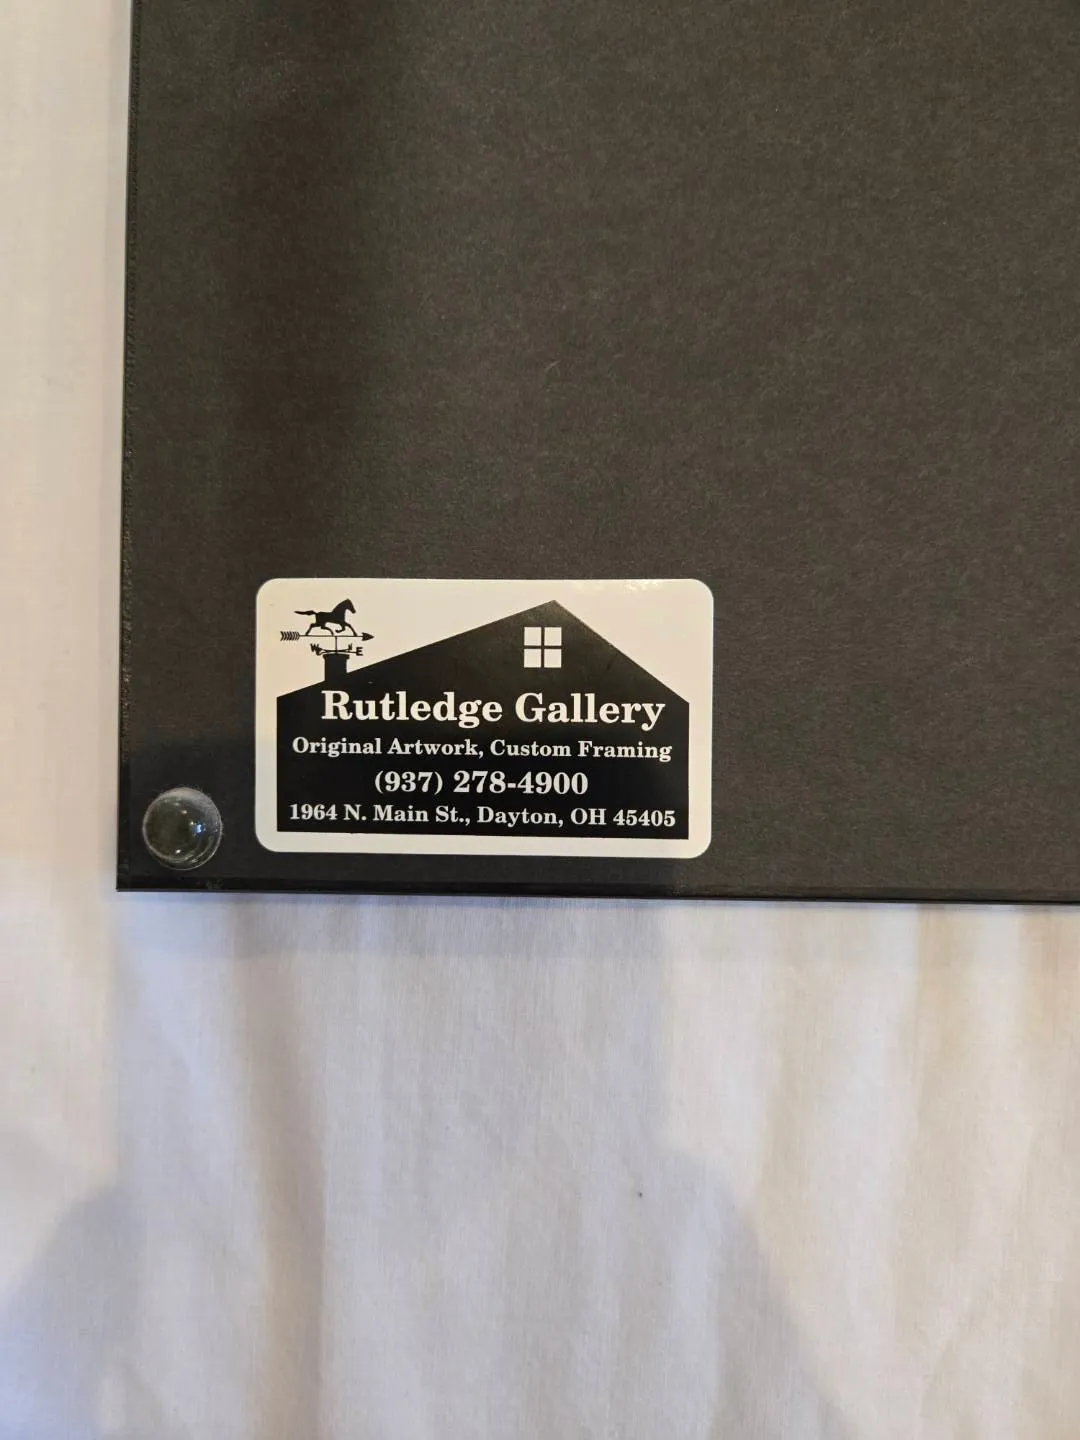 W N E
Rutledge Gallery
Original Artwork, Custom Framing
(937) 278-4900
1964 N. Main St., Dayton, OH 45405